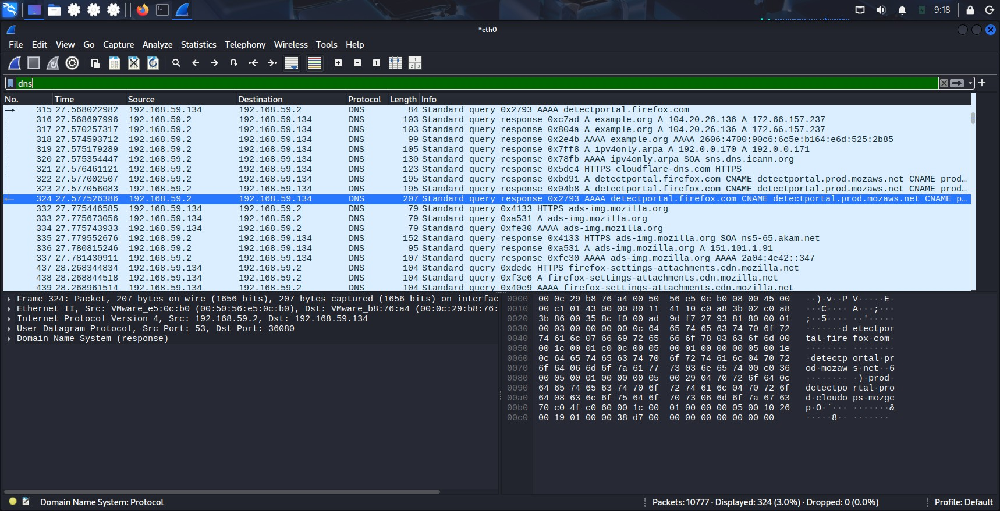 9:18
*eth0
File Edit View Go Capture Analyze Statistics Telephony Wireless Tools Help
dns
No. Time Source Destination Protocol Length Info
315 27.568022982 192.168.59.134 192.168.59.2 DNS 84 Standard query 0x2793 AAAA detectportal.firefox.com
316 27.568697996 192.168.59.2 192.168.59.134 DNS 103 Standard query response 0xc7ad A example.org A 104.20.26.136 A 172.66.157.237
317 27.570257317 192.168.59.2 192.168.59.134 DNS 103 Standard query response 0x804a A example.org A 104.20.26.136 A 172.66.157.237
318 27.574593712 192.168.59.2 192.168.59.134 DNS 99 Standard query response 0x2e4b AAAA example.org AAAA 2606:4700:90c6:6c5e:b164:e6d:525:2b85
319 27.575179289 192.168.59.2 192.168.59.134 DNS 105 Standard query response 0x7ff8 A ipv4only.arpa A 192.0.0.170 A 192.0.0.171
320 27.575354447 192.168.59.2 192.168.59.134 DNS 130 Standard query response 0x78fb AAAA ipv4only.arpa SOA sns.dns.icann.org
321 27.576461121 192.168.59.2 192.168.59.134 DNS 123 Standard query response 0x5dc4 HTTPS cloudflare-dns.com HTTPS
322 27.577002507 192.168.59.2 192.168.59.134 DNS 195 Standard query response 0xbd91 A detectportal.firefox.com CNAME detectportal.prod.mozaws.net CNAME prod…
323 27.577056083 192.168.59.2 192.168.59.134 DNS 195 Standard query response 0x04b8 A detectportal.firefox.com CNAME detectportal.prod.mozaws.net CNAME prod…
324 27.577526386 192.168.59.2 192.168.59.134 DNS 207 Standard query response 0x2793 AAAA detectportal.firefox.com CNAME detectportal.prod.mozaws.net CNAME p…
332 27.775446585 192.168.59.134 192.168.59.2 DNS 79 Standard query 0x4133 HTTPS ads-img.mozilla.org
333 27.775673056 192.168.59.134 192.168.59.2 DNS 79 Standard query 0xa531 A ads-img.mozilla.org
334 27.775743933 192.168.59.134 192.168.59.2 DNS 79 Standard query 0xfe30 AAAA ads-img.mozilla.org
335 27.779552676 192.168.59.2 192.168.59.134 DNS 152 Standard query response 0x4133 HTTPS ads-img.mozilla.org SOA ns5-65.akam.net
336 27.780815246 192.168.59.2 192.168.59.134 DNS 95 Standard query response 0xa531 A ads-img.mozilla.org A 151.101.1.91
337 27.781430911 192.168.59.2 192.168.59.134 DNS 107 Standard query response 0xfe30 AAAA ads-img.mozilla.org AAAA 2a04:4e42::347
437 28.268344834 192.168.59.134 192.168.59.2 DNS 104 Standard query 0xdedc HTTPS firefox-settings-attachments.cdn.mozilla.net
438 28.268844518 192.168.59.134 192.168.59.2 DNS 104 Standard query 0xf3e6 A firefox-settings-attachments.cdn.mozilla.net
439 28.268961514 192.168.59.134 192.168.59.2 DNS 104 Standard query 0x40e9 AAAA firefox-settings-attachments.cdn.mozilla.net
Frame 324: Packet, 207 bytes on wire (1656 bits), 207 bytes captured (1656 bits) on interfac
Ethernet II, Src: VMware_e5:0c:b0 (00:50:56:e5:0c:b0), Dst: VMware_b8:76:a4 (00:0c:29:b8:76:
Internet Protocol Version 4, Src: 192.168.59.2, Dst: 192.168.59.134
User Datagram Protocol, Src Port: 53, Dst Port: 36080
Domain Name System (response)
0000 00 0c 29 b8 76 a4 00 50 56 e5 0c b0 08 00 45 00 ··)·v··P V·····E·
0010 00 c1 01 43 00 00 80 11 41 10 c0 a8 3b 02 c0 a8 ···C···· A···;···
0020 3b 86 00 35 8c f0 00 ad 9d f7 27 93 81 80 00 01 ;··5···· ··'·····
0030 00 03 00 00 00 00 0c 64 65 74 65 63 74 70 6f 72 ·······d etectpor
0040 74 61 6c 07 66 69 72 65 66 6f 78 03 63 6f 6d 00 tal·fire fox·com·
0050 00 1c 00 01 c0 0c 00 05 00 01 00 00 00 05 00 1e ········ ········
0060 0c 64 65 74 65 63 74 70 6f 72 74 61 6c 04 70 72 ·detectp ortal·pr
0070 6f 64 06 6d 6f 7a 61 77 73 03 6e 65 74 00 c0 36 od·mozaw s·net··6
0080 00 05 00 01 00 00 00 05 00 29 04 70 72 6f 64 0c ········ ·)·prod·
0090 64 65 74 65 63 74 70 6f 72 74 61 6c 04 70 72 6f detectpo rtal·pro
00a0 64 08 63 6c 6f 75 64 6f 70 73 06 6d 6f 7a 67 63 d·cloudo ps·mozgc
00b0 70 c0 4f c0 60 00 1c 00 01 00 00 00 05 00 10 26 p·O·`··· ·······&
00c0 00 19 01 00 00 38 d7 00 00 00 00 00 00 00 00 ·····8·· ·······
Domain Name System: Protocol
Packets: 10777 · Displayed: 324 (3.0%) · Dropped: 0 (0.0%)
Profile: Default